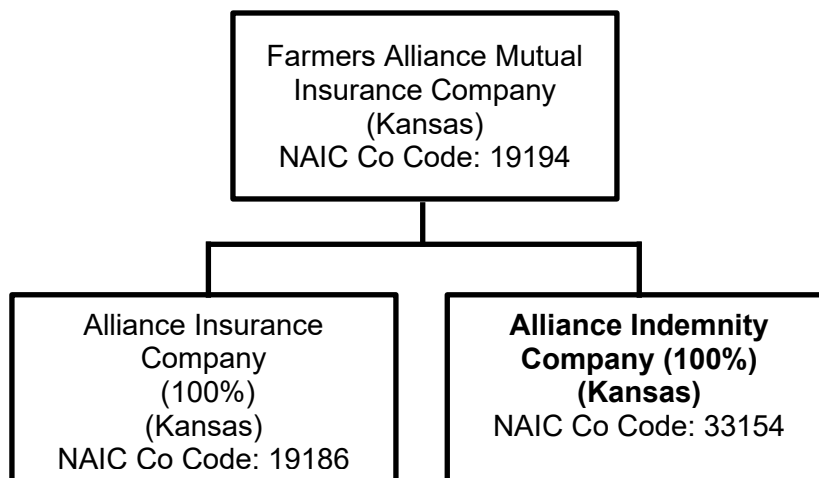 Farmers Alliance Mutual
Insurance Company
(Kansas)
NAIC Co Code: 19194
Alliance Insurance
Company
(100%)
(Kansas)
NAIC Co Code: 19186
Alliance Indemnity
Company (100%)
(Kansas)
NAIC Co Code: 33154